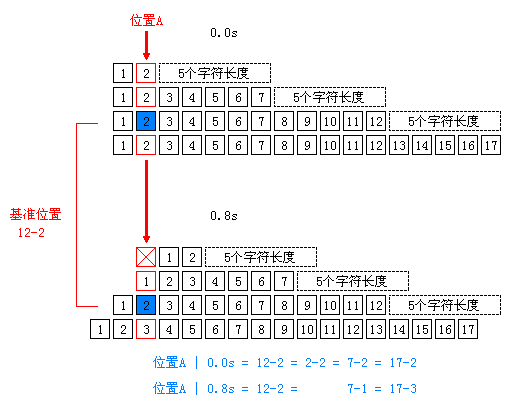 位置A
0.0s
1 2 5个字符长度
1 2 3 4 5 6 7 5个字符长度
1 2 3 4 5 6 7 8 9 10 11 12 5个字符长度
1 2 3 4 5 6 7 8 9 10 11 12 13 14 15 16 17
基准位置
12-2
0.8s
1 2 5个字符长度
1 2 3 4 5 6 7 5个字符长度
1 2 3 4 5 6 7 8 9 10 11 12 5个字符长度
1 2 3 4 5 6 7 8 9 10 11 12 13 14 15 16 17
位置A | 0.0s = 12-2 = 2-2 = 7-2 = 17-2
位置A | 0.8s = 12-2 = 7-1 = 17-3